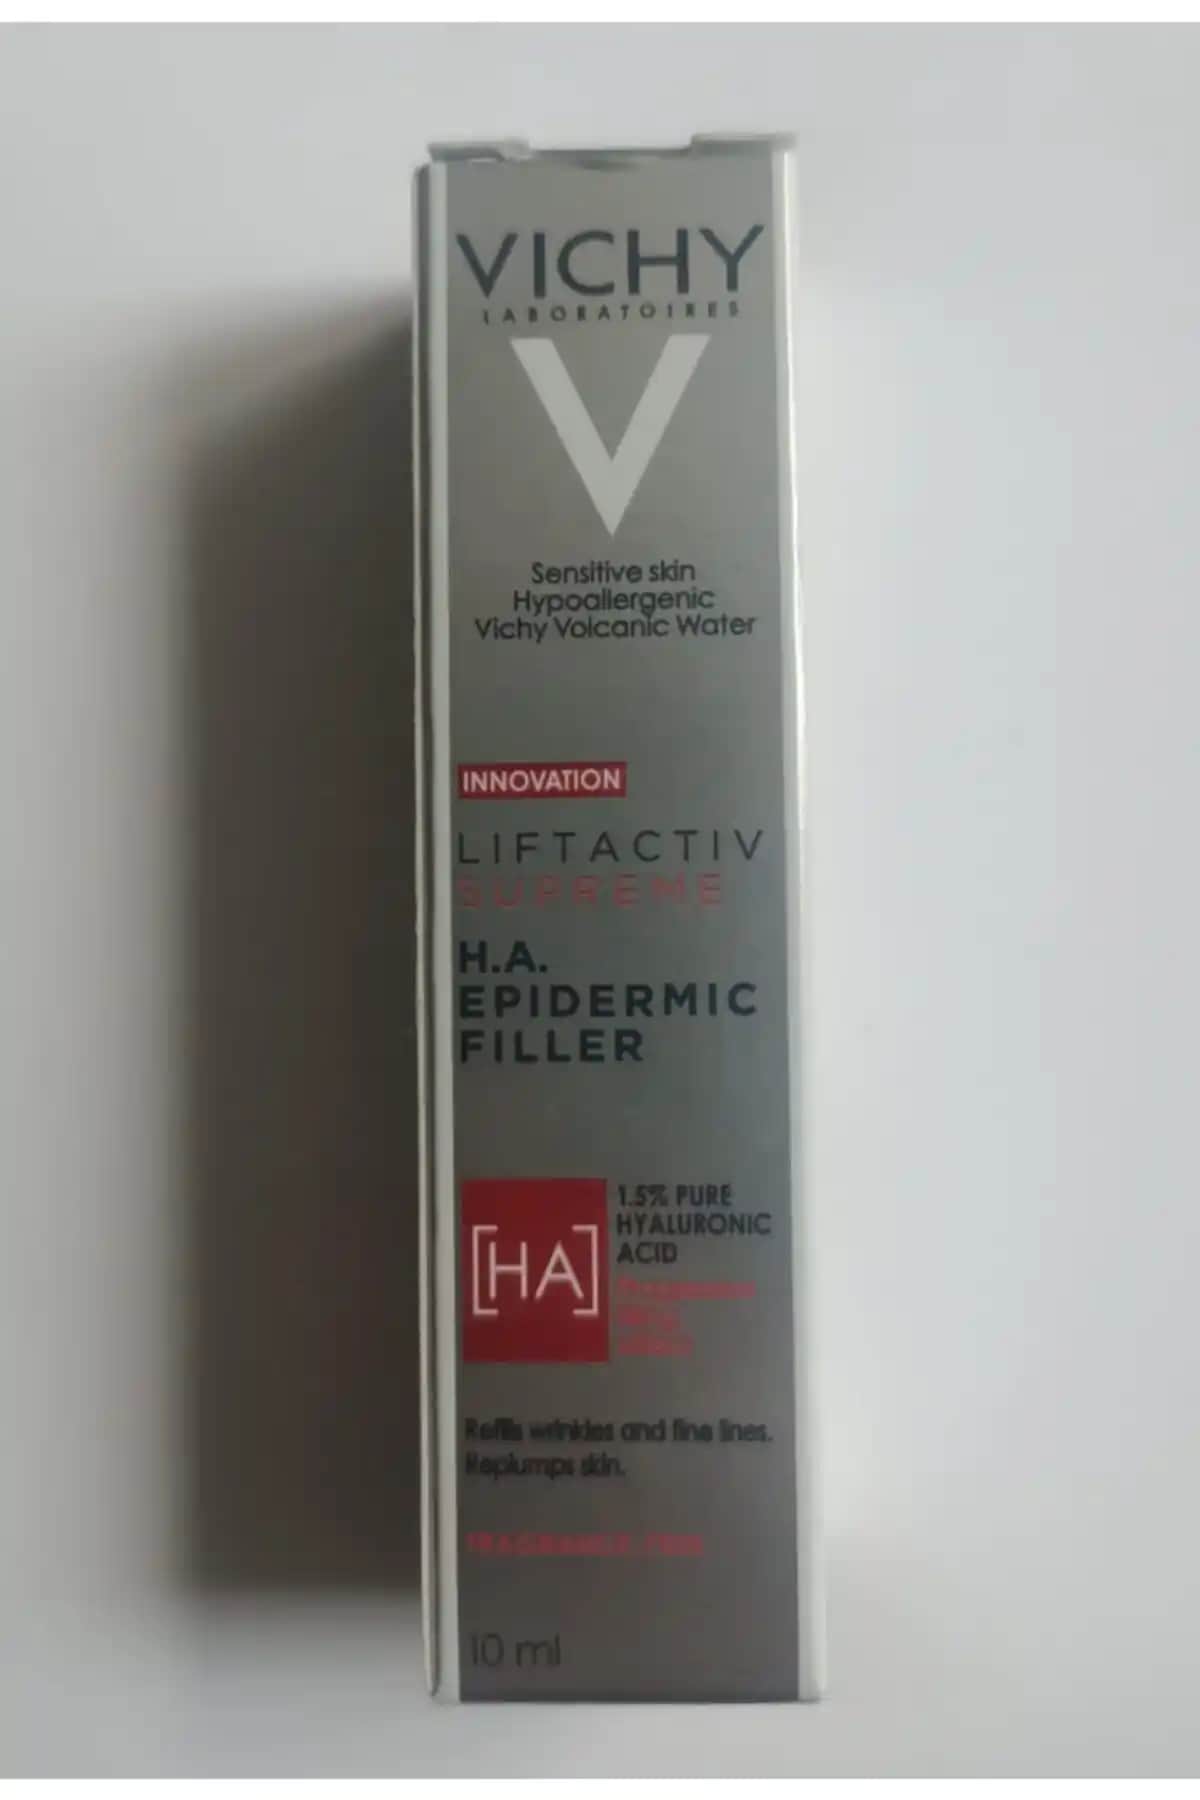 VICHY
LABORATOIRES
V
Sensitive skin
Hypoallergenic
Vichy Volcanic Water
INNOVATION
LIFTACTIV
SUPREME
H.A.
EPIDERMIC
FILLER
[HA]
1.5% PURE
HYALURONIC
ACID
Refills wrinkles and fine lines.
Replumps skin.
FRAGRANCE-FREE
10 ml